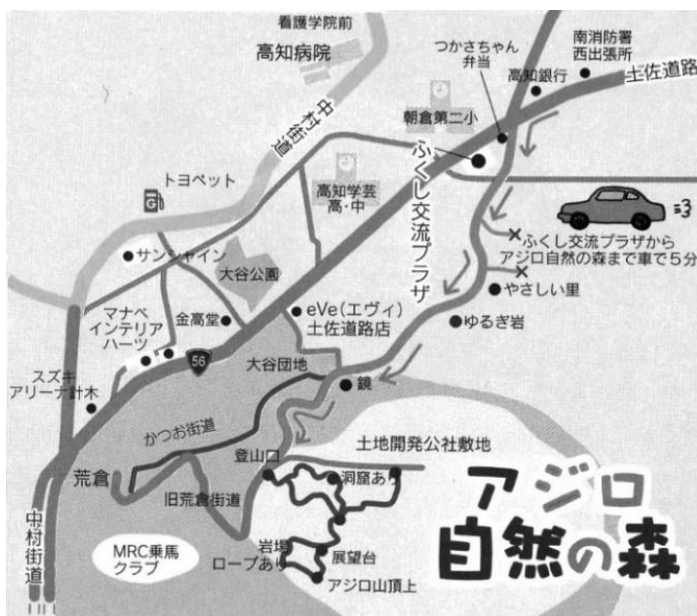 看護学院前
高知病院
中村街道
つかさちゃん
弁当
南消防署
西出張所
高知銀行
土佐道路
朝倉第二小
トヨペット
G
高知学芸
高・中
ふくし交流プラザ
サンシャイン
大谷公園
ふくし交流プラザから
アジロ自然の森まで車で5分
やさしい里
マナベ
インテリア
ハーツ
金高堂
eVe(エヴィ)
土佐道路店
ゆるぎ岩
56
大谷団地
スズキ
アリーナ針木
鏡
かつお街道
登山口
土地開発公社敷地
荒倉
洞窟あり
旧荒倉街道
アジロ
自然の森
中村街道
MRC乗馬
クラブ
岩場
ロープあり
展望台
アジロ山頂上